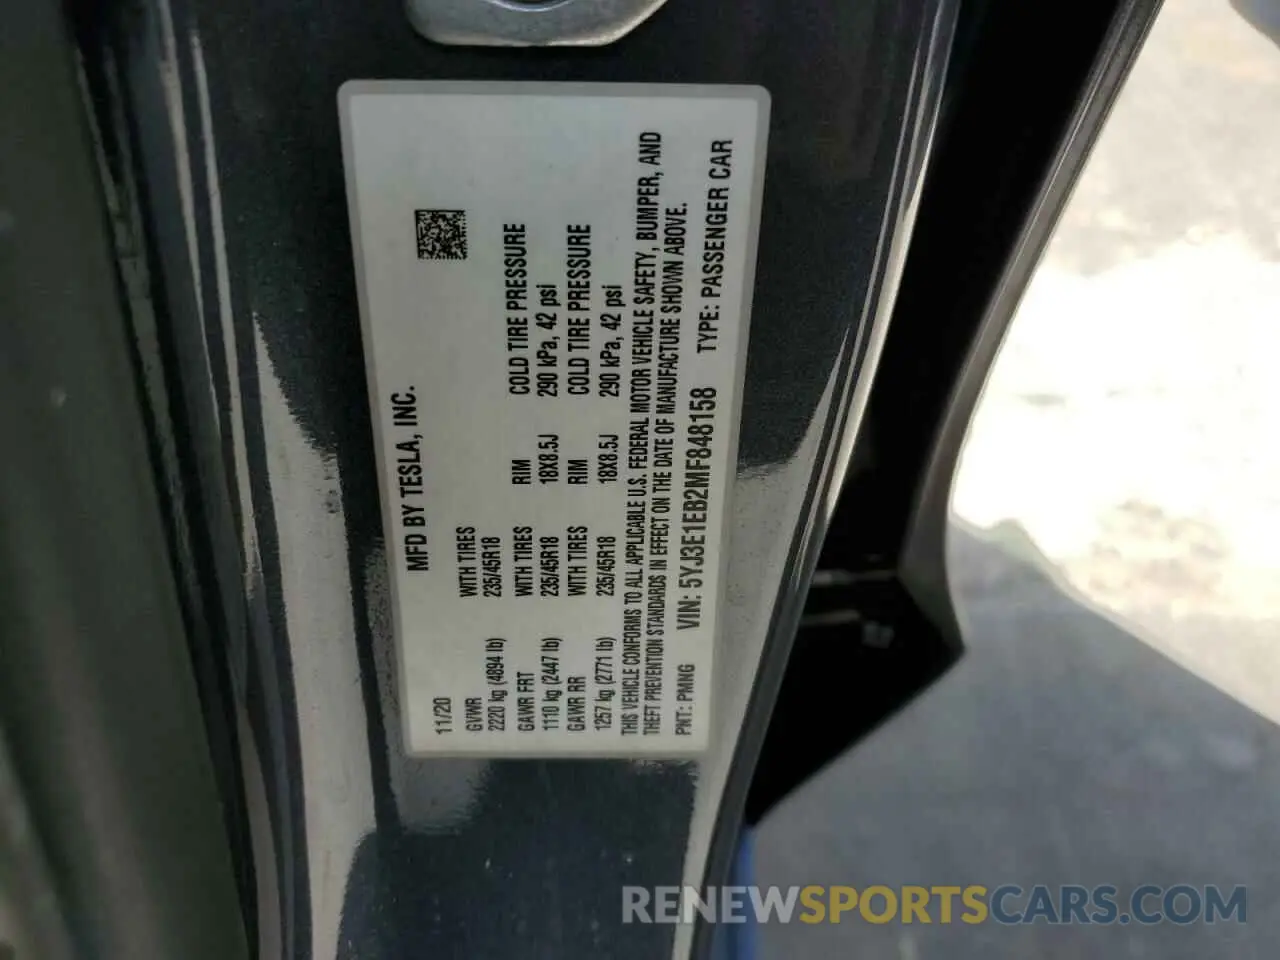 MFD BY TESLA, INC.
11/20
GVWR WITH TIRES
2220 kg (4894 lb) 235/45R18
GAWR FRT WITH TIRES RIM COLD TIRE PRESSURE
1110 kg (2447 lb) 235/45R18 18X8.5J 290 kPa, 42 psi
GAWR RR WITH TIRES RIM COLD TIRE PRESSURE
1257 kg (2771 lb) 235/45R18 18X8.5J 290 kPa, 42 psi
THIS VEHICLE CONFORMS TO ALL APPLICABLE U.S. FEDERAL MOTOR VEHICLE SAFETY, BUMPER, AND
THEFT PREVENTION STANDARDS IN EFFECT ON THE DATE OF MANUFACTURE SHOWN ABOVE.
PNT: PMNG VIN: 5YJ3E1EB2MF848158 TYPE: PASSENGER CAR
RENEWSPORTSCARS.COM